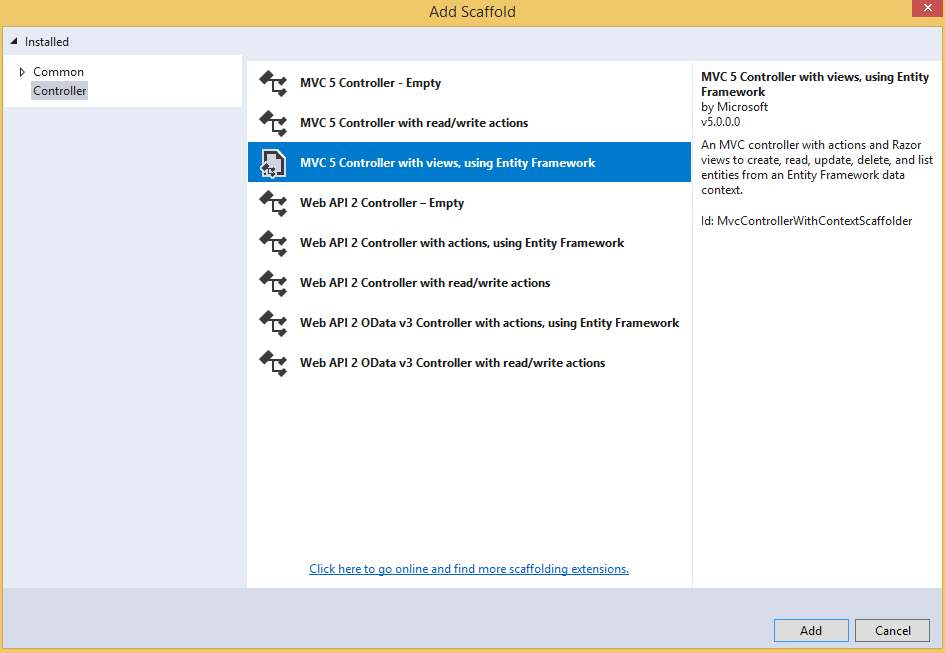 Add Scaffold
Installed
Common
Controller
MVC 5 Controller - Empty
MVC 5 Controller with read/write actions
MVC 5 Controller with views, using Entity Framework
Web API 2 Controller – Empty
Web API 2 Controller with actions, using Entity Framework
Web API 2 Controller with read/write actions
Web API 2 OData v3 Controller with actions, using Entity Framework
Web API 2 OData v3 Controller with read/write actions
Click here to go online and find more scaffolding extensions.
MVC 5 Controller with views, using Entity
Framework
by Microsoft
v5.0.0.0
An MVC controller with actions and Razor
views to create, read, update, delete, and list
entities from an Entity Framework data
context.
Id: MvcControllerWithContextScaffolder
Add
Cancel